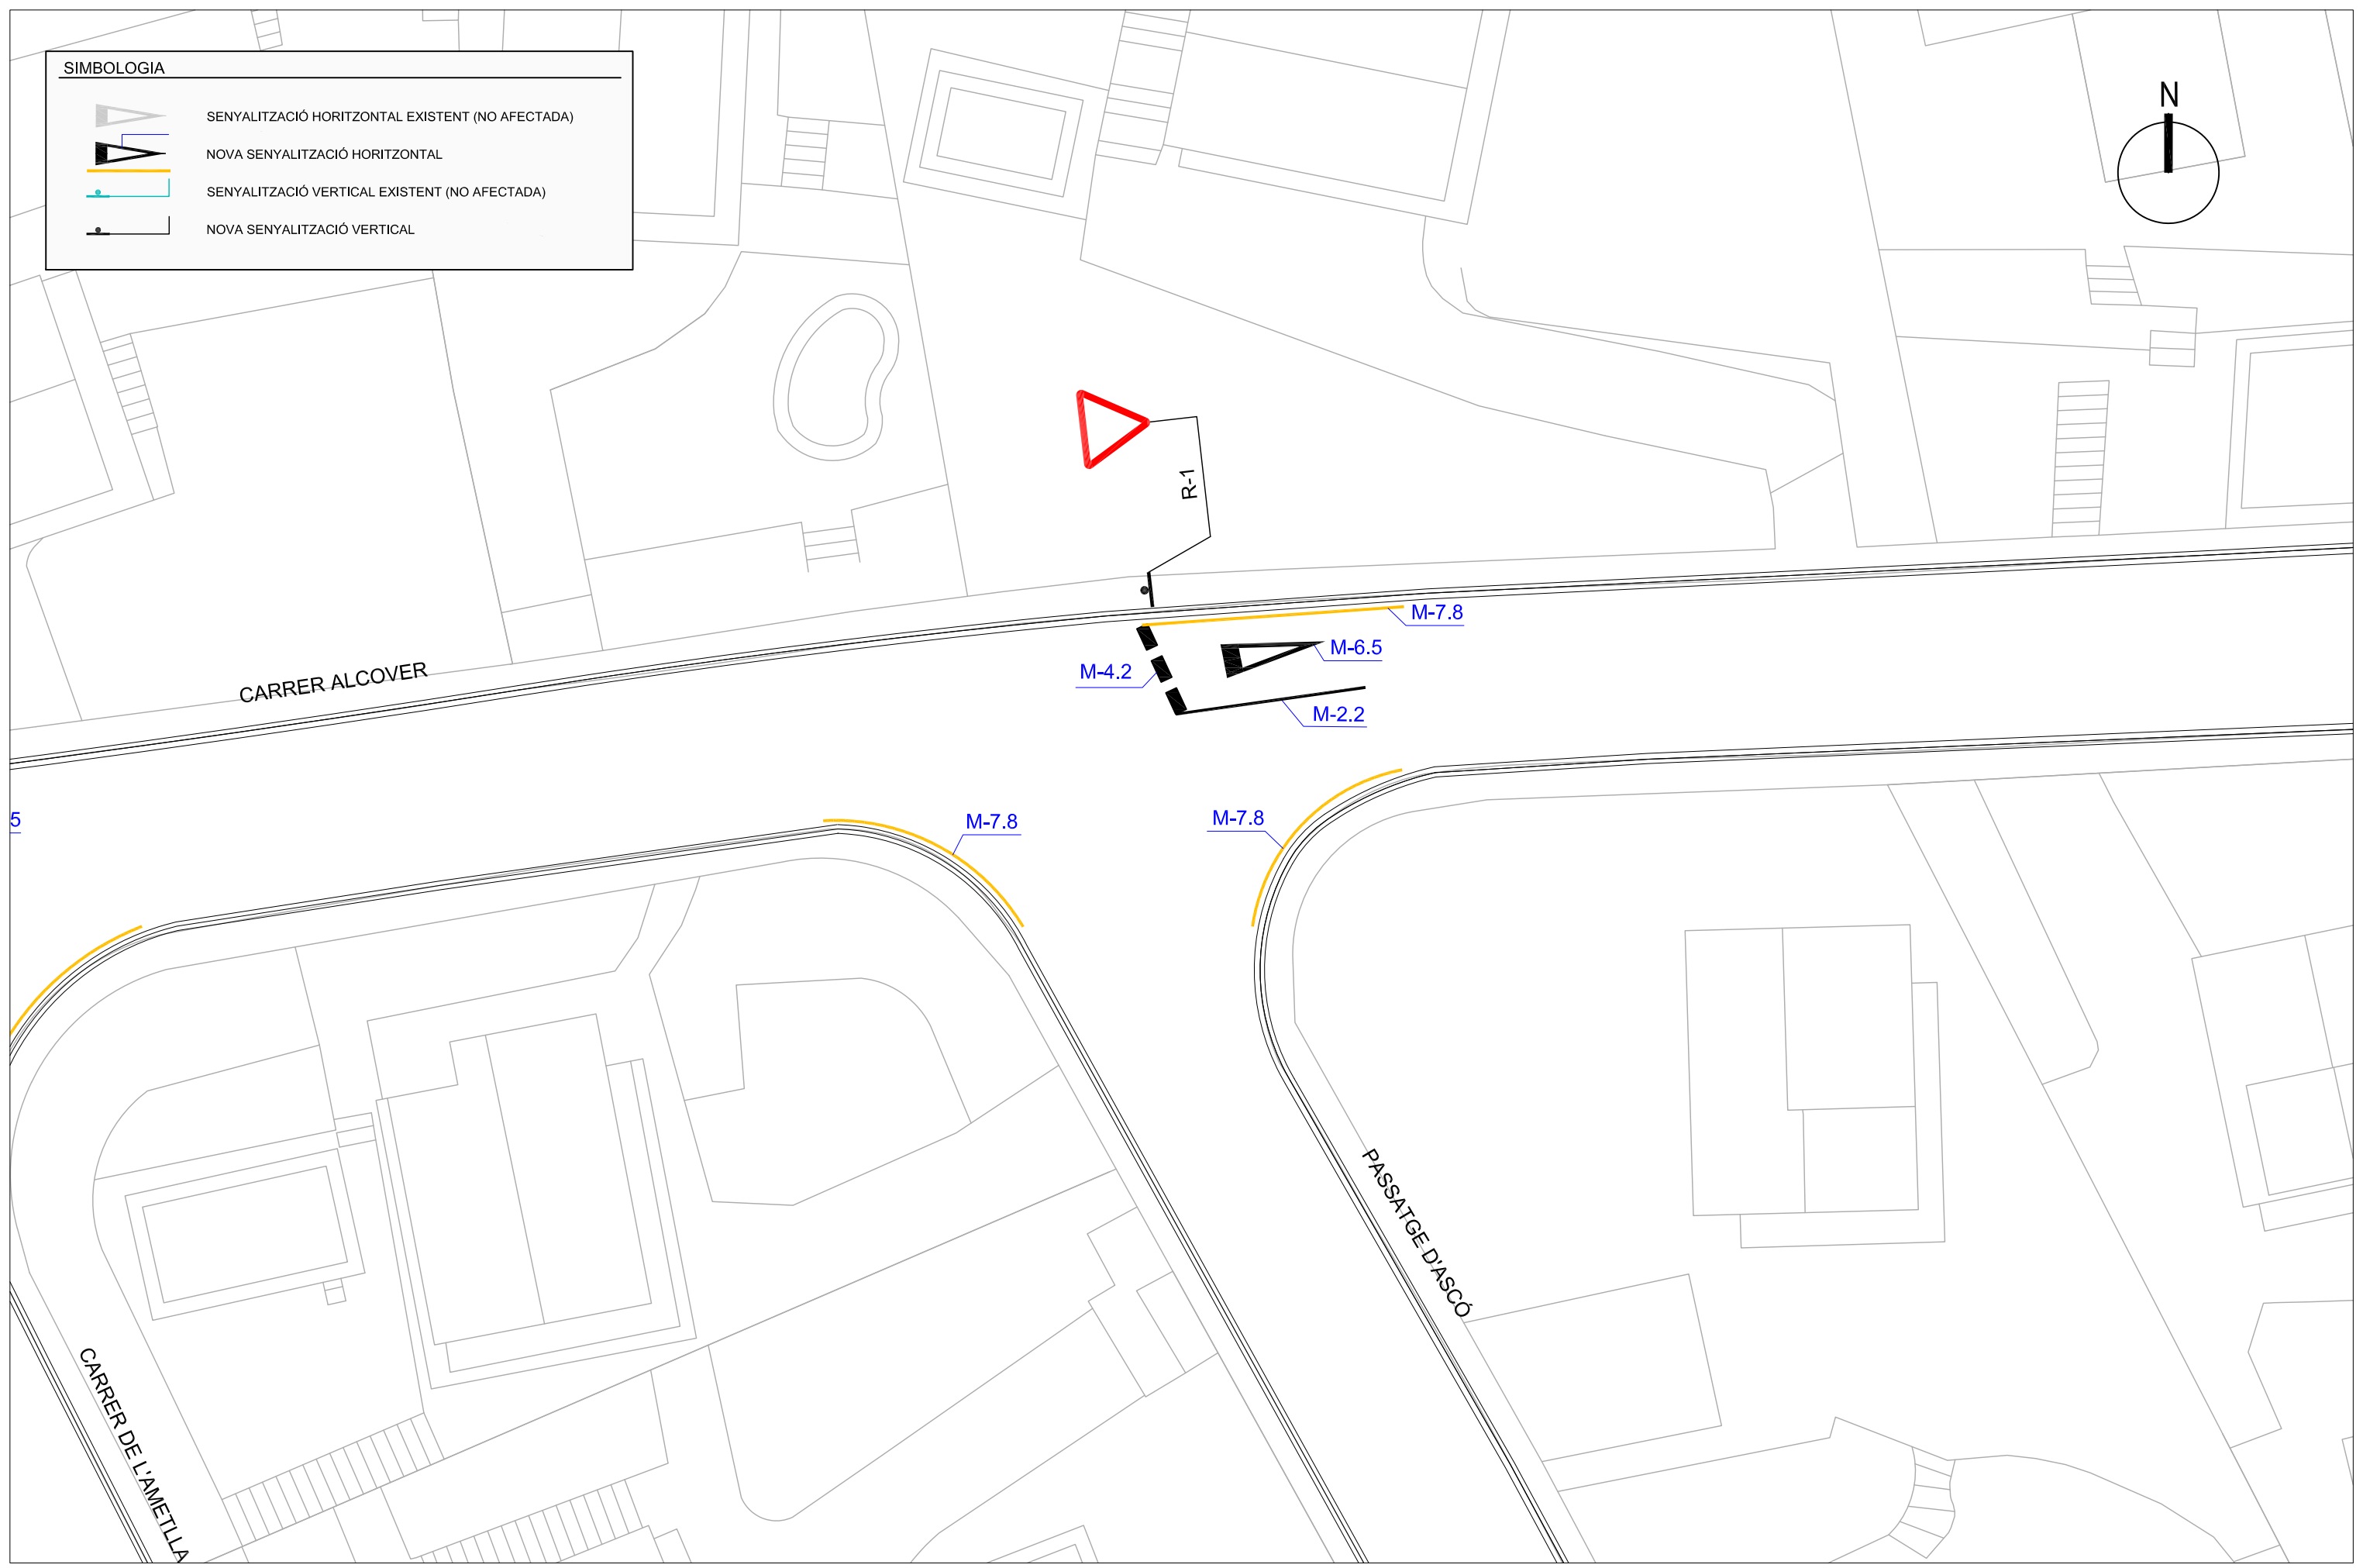 SIMBOLOGIA
SENYALITZACIÓ HORITZONTAL EXISTENT (NO AFECTADA)
NOVA SENYALITZACIÓ HORITZONTAL
SENYALITZACIÓ VERTICAL EXISTENT (NO AFECTADA)
NOVA SENYALITZACIÓ VERTICAL
N
R-1
M-7.8
M-6.5
M-4.2
M-2.2
CARRER ALCOVER
5
M-7.8
M-7.8
PASSATGE D'ASCÓ
CARRER DE L'AMETLLA